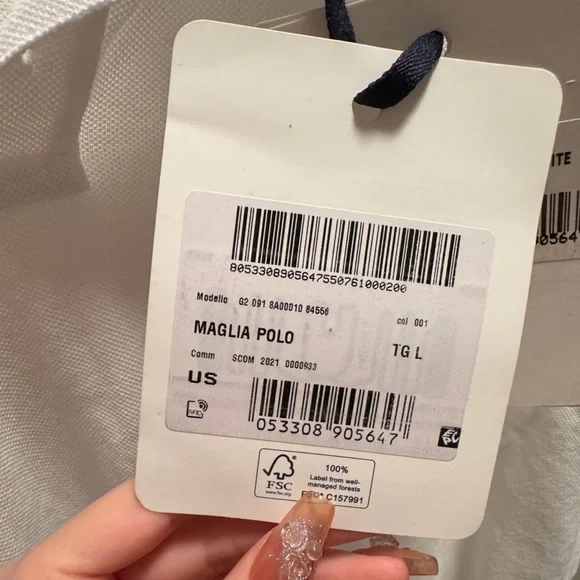 8053308905647550761000200
Modello G2 091 8A00010 84556 col 001
MAGLIA POLO TG L
Comm SCOM 2021 0000933
US
RFID
053308 905647
FSC
www.fsc.org
100%
Label from well-
managed forests
FSC® C157991
ITE